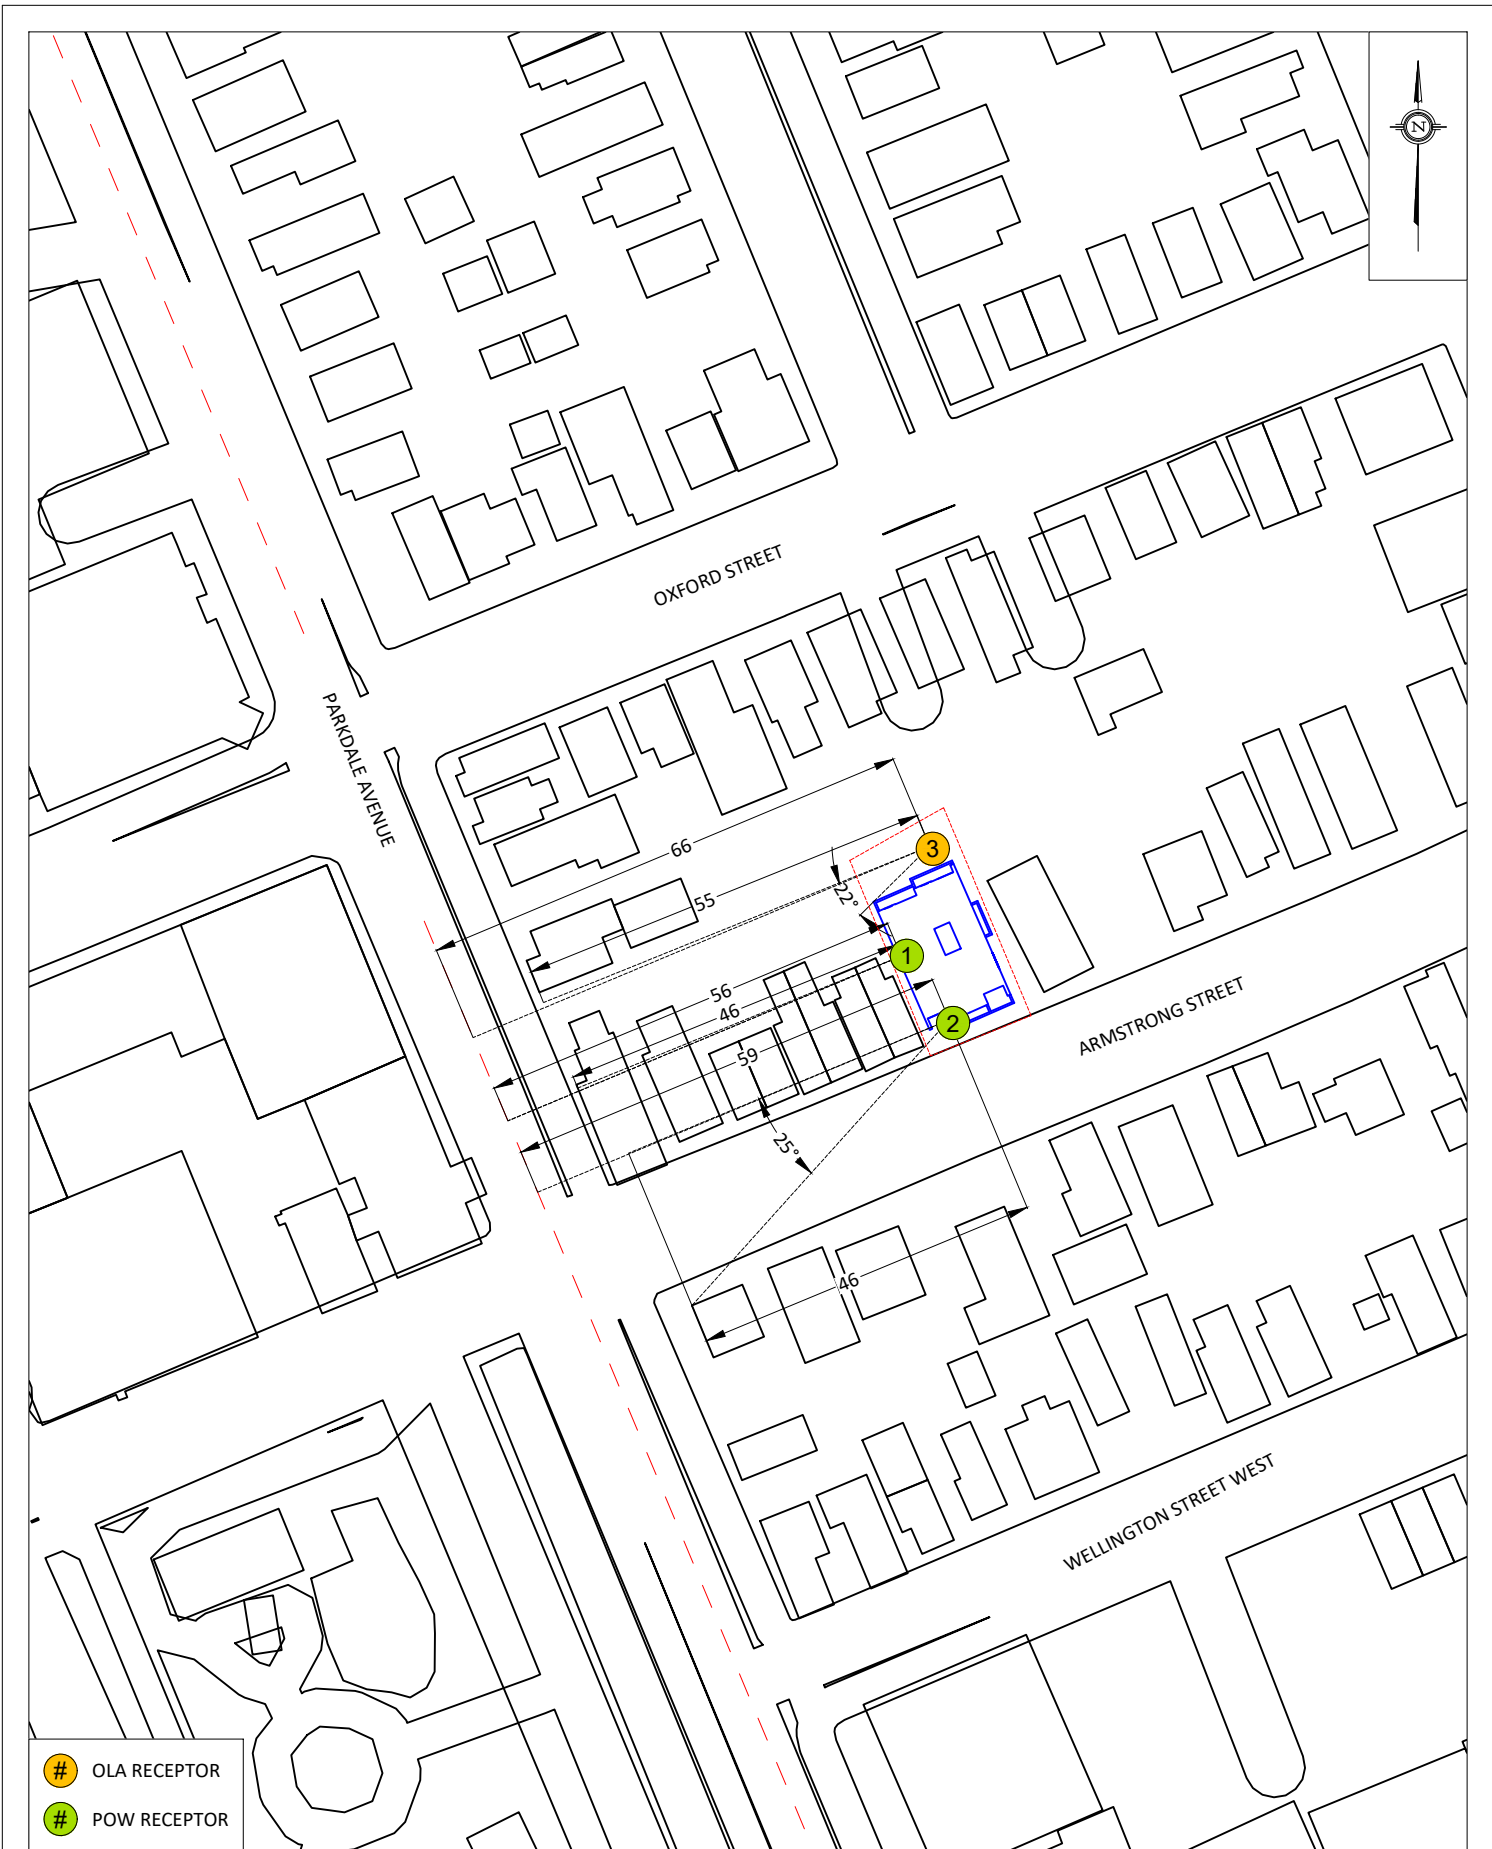 N
OXFORD STREET
PARKDALE AVENUE
66
3
55
22°
1
56
46
2
59
ARMSTRONG STREET
25°
46
WELLINGTON STREET WEST
# OLA RECEPTOR
# POW RECEPTOR